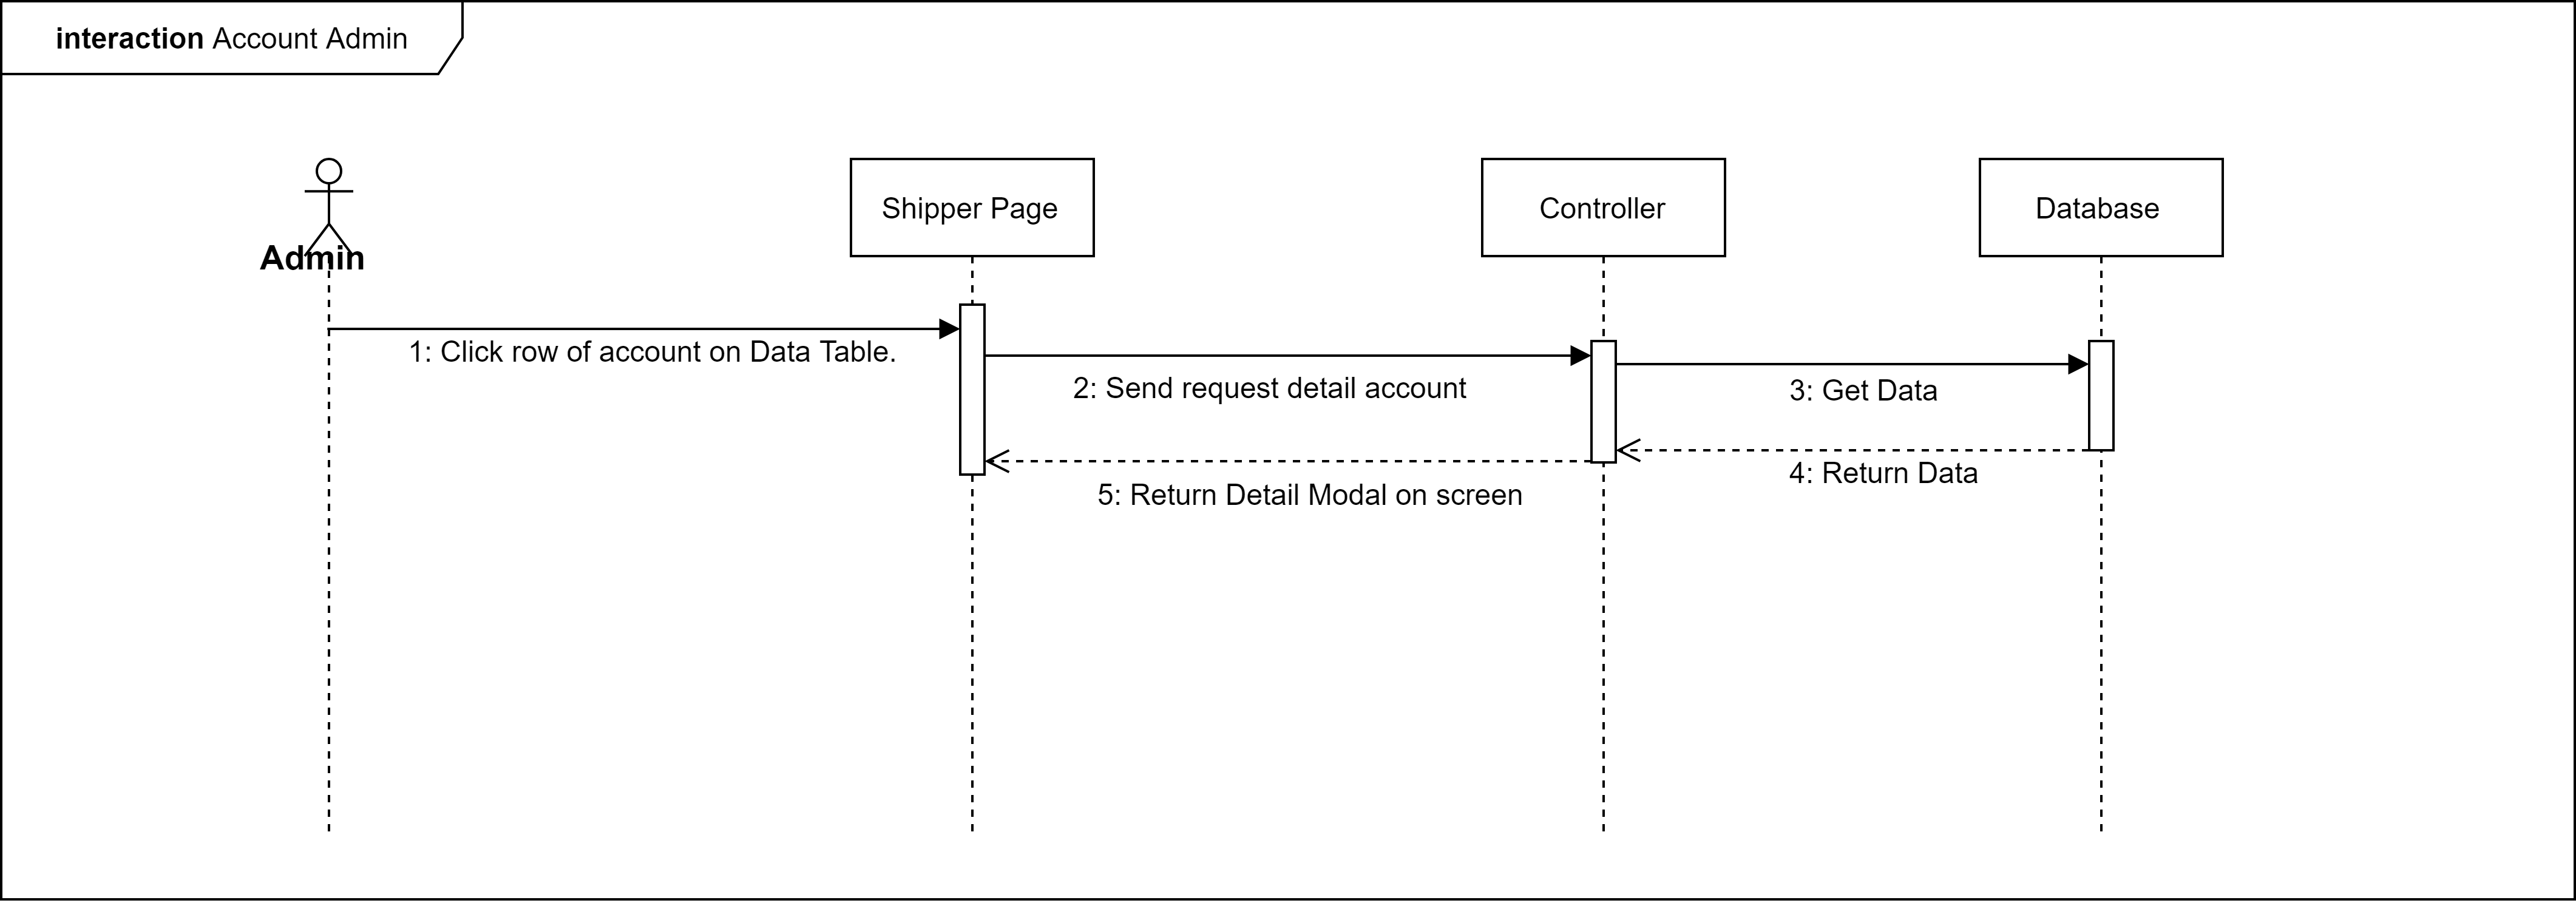 interaction Account Admin
Admin
Shipper Page
Controller
Database
1: Click row of account on Data Table.
2: Send request detail account
3: Get Data
4: Return Data
5: Return Detail Modal on screen